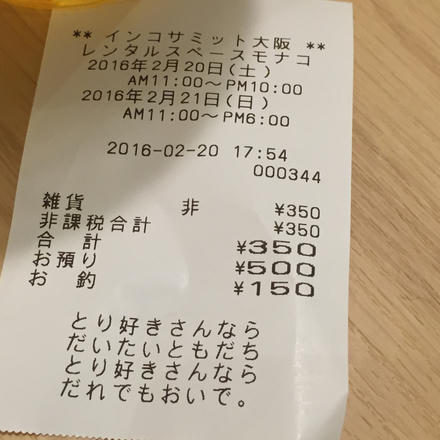 ** インコサミット大阪 **
レンタルスペースモナコ
2016年2月20日(土)
AM11:00～PM10:00
2016年2月21日(日)
AM11:00～PM6:00
2016-02-20 17:54
000344
雑貨 非 ¥350
非課税合計 ¥350
合 計 ¥350
お預り ¥500
お 釣 ¥150
とり好きさんなら
だいたいともだち
とり好きさんなら
だれでもおいで。